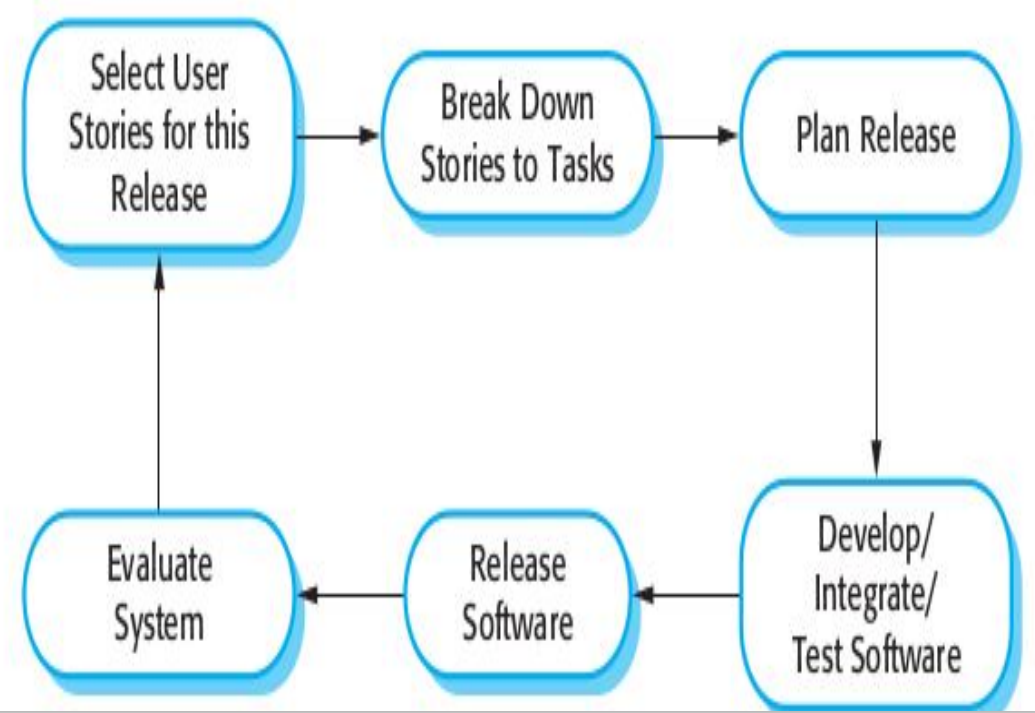 Select User
Stories for this
Release
Break Down
Stories to Tasks
Plan Release
Develop/
Integrate/
Test Software
Release
Software
Evaluate
System